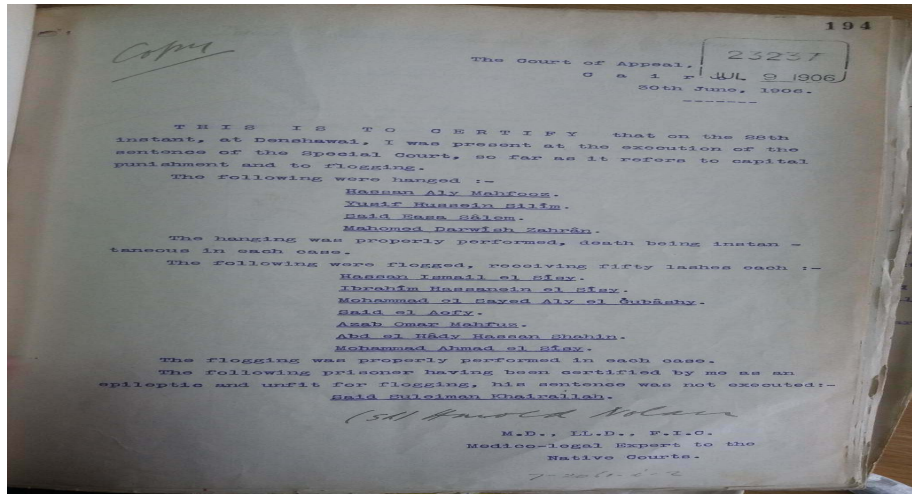 194
Copy
23237
The Court of Appeal,
C a i r
JUL 9 1906
30th June, 1906.
-------
T H I S I S T O C E R T I F Y that on the 28th
instant, at Denshawai, I was present at the execution of the
sentence of the Special Court, so far as it refers to capital
punishment and to flogging.
The following were hanged :-
Hassan Aly Mahfooz.
Yusif Hussein Silîm.
Said Easa Sâlem.
Mahomed Darwîsh Zahrân.
The hanging was properly performed, death being instan -
taneous in each case.
The following were flogged, receiving fifty lashes each :-
Hassan Ismail el Sîsy.
Ibrahîm Hassanein el Sîsy.
Mohammad el Sayed Aly el Gubâshy.
Said el Aofy.
Azab Omar Mahfuz.
Abd el Hâdy Hassan Shahin.
Mohammad Ahmad el Sîsy.
The flogging was properly performed in each case.
The following prisoner having been certified by me as an
epileptic and unfit for flogging, his sentence was not executed:-
Said Suleiman Khairallah.
(sd) Harold Nolan
M.D., LL.D., F.I.C.
Medico-legal Expert to the
Native Courts.